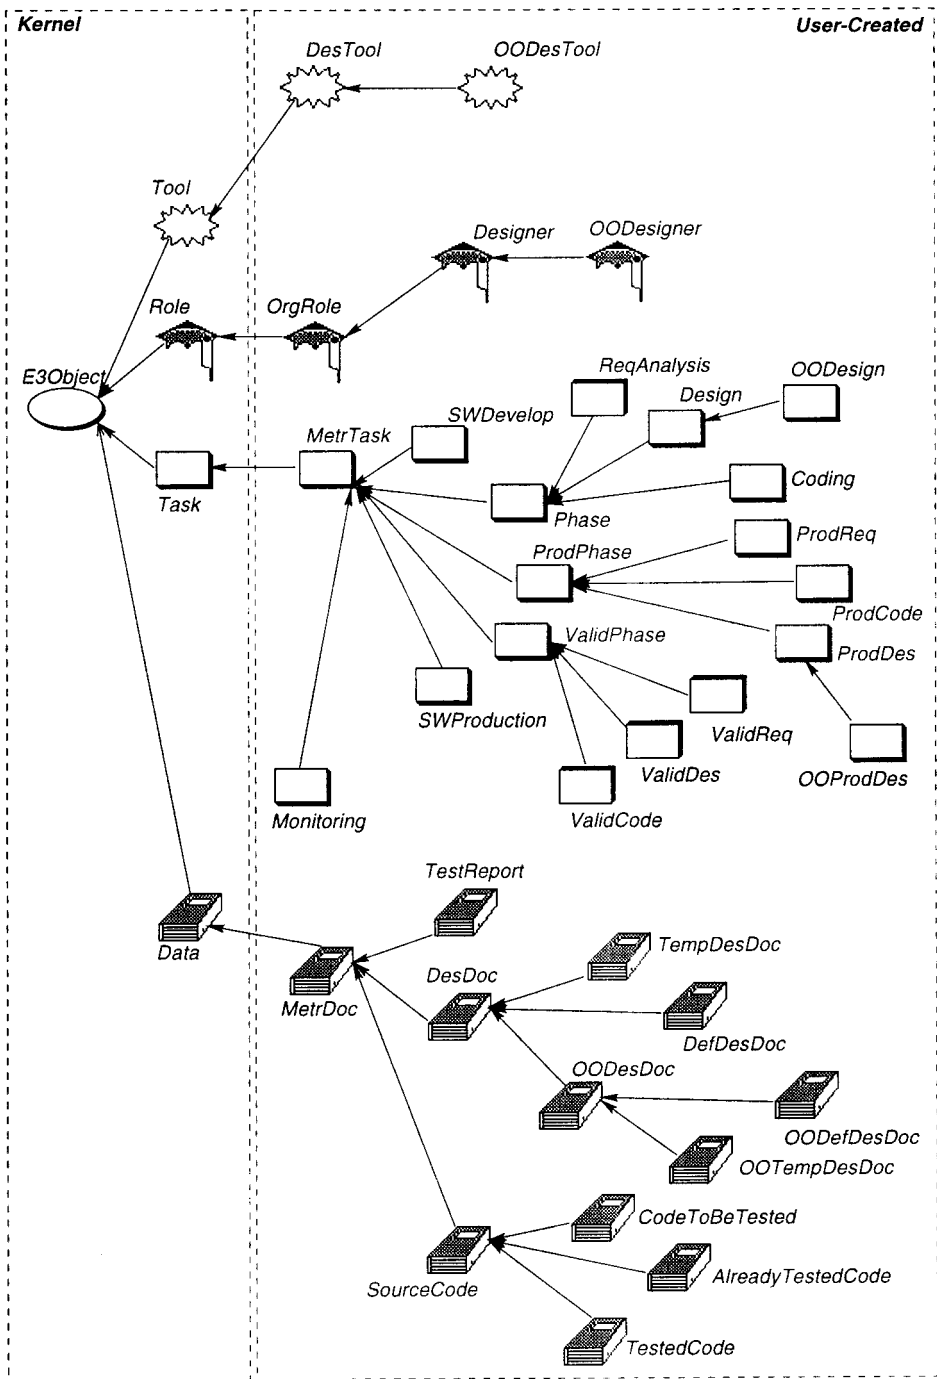 Kernel
User-Created
DesTool
OODesTool
Tool
Designer
OODesigner
Role
OrgRole
E3Object
ReqAnalysis
OODesign
Design
SWDevelop
MetrTask
Coding
Task
Phase
ProdReq
ProdPhase
ProdCode
ValidPhase
ProdDes
SWProduction
ValidReq
ValidDes
OOProdDes
Monitoring
ValidCode
TestReport
TempDesDoc
Data
DesDoc
MetrDoc
DefDesDoc
OODesDoc
OODefDesDoc
OOTempDesDoc
CodeToBeTested
AlreadyTestedCode
SourceCode
TestedCode